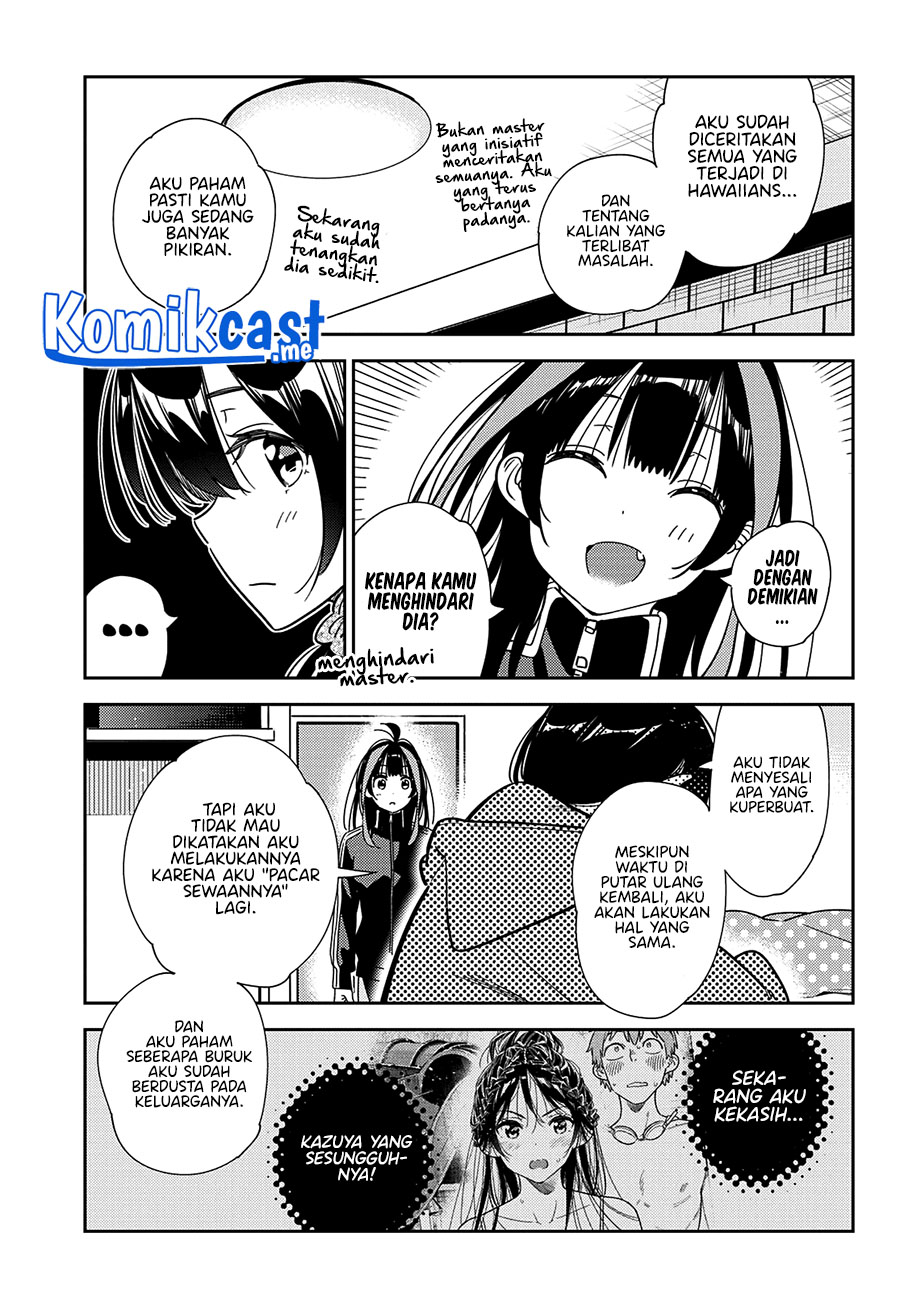 AKU SUDAH
DICERITAKAN
SEMUA YANG
TERJADI DI
HAWAIIANS...
DAN
TENTANG
KALIAN YANG
TERLIBAT
MASALAH.
Bukan master
yang inisiatif
menceritakan
semuanya. Aku
yang terus
bertanya
padanya.
Sekarang
aku sudah
tenangkan
dia sedikit.
AKU PAHAM
PASTI KAMU
JUGA SEDANG
BANYAK
PIKIRAN.
Komikcast
.me
JADI
DENGAN
DEMIKIAN
...
KENAPA KAMU
MENGHINDARI
DIA?
menghindari
master.
...
AKU TIDAK
MENYESALI
APA YANG
KUPERBUAT.
MESKIPUN
WAKTU DI
PUTAR ULANG
KEMBALI, AKU
AKAN LAKUKAN
HAL YANG
SAMA.
TAPI AKU
TIDAK MAU
DIKATAKAN AKU
MELAKUKANNYA
KARENA AKU "PACAR
SEWAANNYA"
LAGI.
DAN
AKU PAHAM
SEBERAPA BURUK
AKU SUDAH
BERDUSTA PADA
KELUARGANYA.
SEKA-
RANG AKU
KEKASIH...
KAZUYA YANG
SESUNGGUH-
NYA!